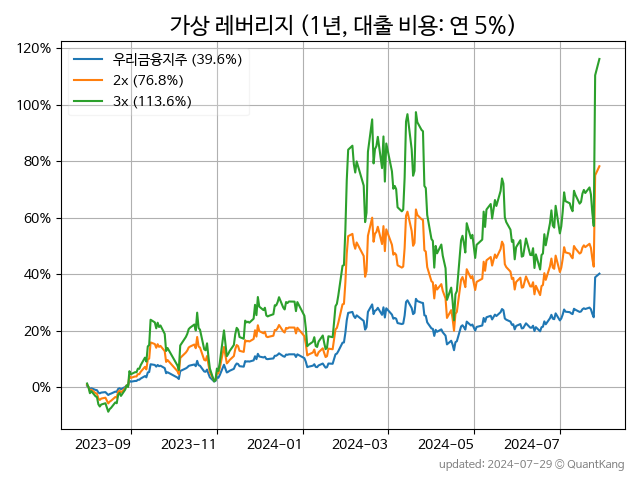 가상 레버리지 (1년, 대출 비용: 연 5%)
120%
100%
80%
60%
40%
20%
0%
우리금융지주 (39.6%)
2x (76.8%)
3x (113.6%)
2023-09
2023-11
2024-01
2024-03
2024-05
2024-07
updated: 2024-07-29 © QuantKang